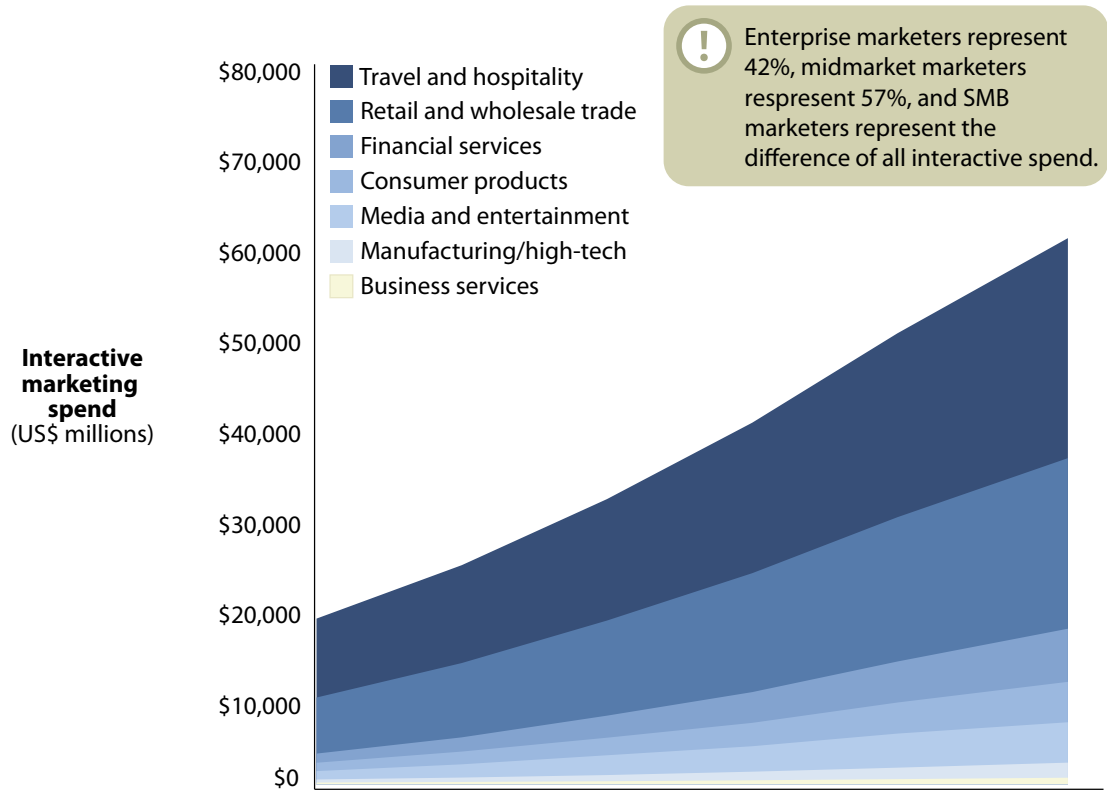 !
Enterprise marketers represent
42%, midmarket marketers
respresent 57%, and SMB
marketers represent the
difference of all interactive spend.
$80,000
$70,000
$60,000
$50,000
$40,000
$30,000
$20,000
$10,000
$0
Travel and hospitality
Retail and wholesale trade
Financial services
Consumer products
Media and entertainment
Manufacturing/high-tech
Business services
Interactive
marketing
spend
(US$ millions)